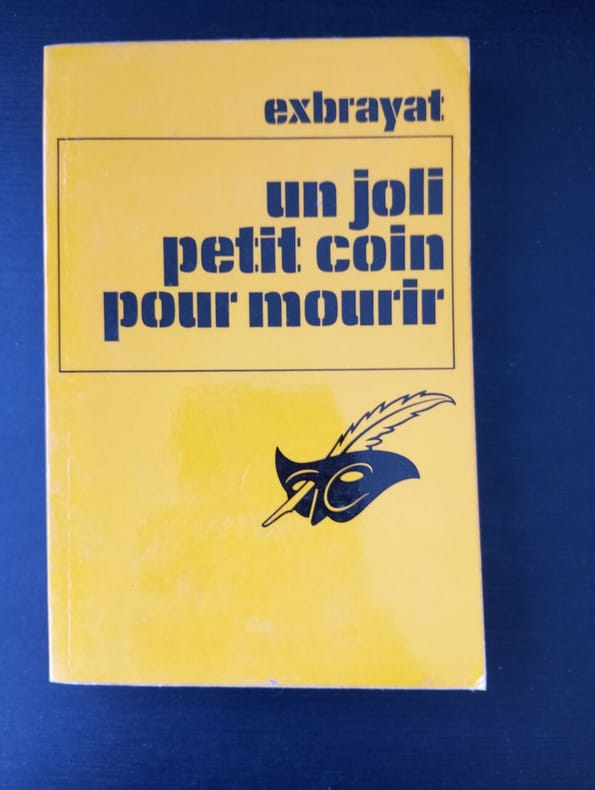 exbrayat
un joli
petit coin
pour mourir